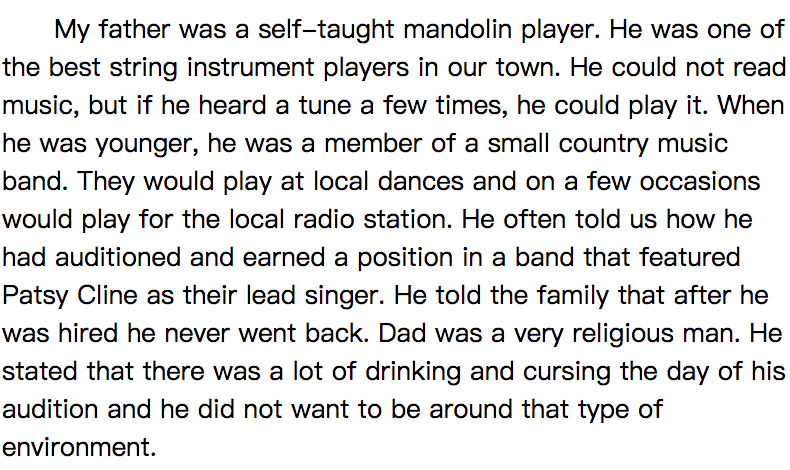 My father was a self-taught mandolin player. He was one of
the best string instrument players in our town. He could not read
music, but if he heard a tune a few times, he could play it. When
he was younger, he was a member of a small country music
band. They would play at local dances and on a few occasions
would play for the local radio station. He often told us how he
had auditioned and earned a position in a band that featured
Patsy Cline as their lead singer. He told the family that after he
was hired he never went back. Dad was a very religious man. He
stated that there was a lot of drinking and cursing the day of his
audition and he did not want to be around that type of
environment.